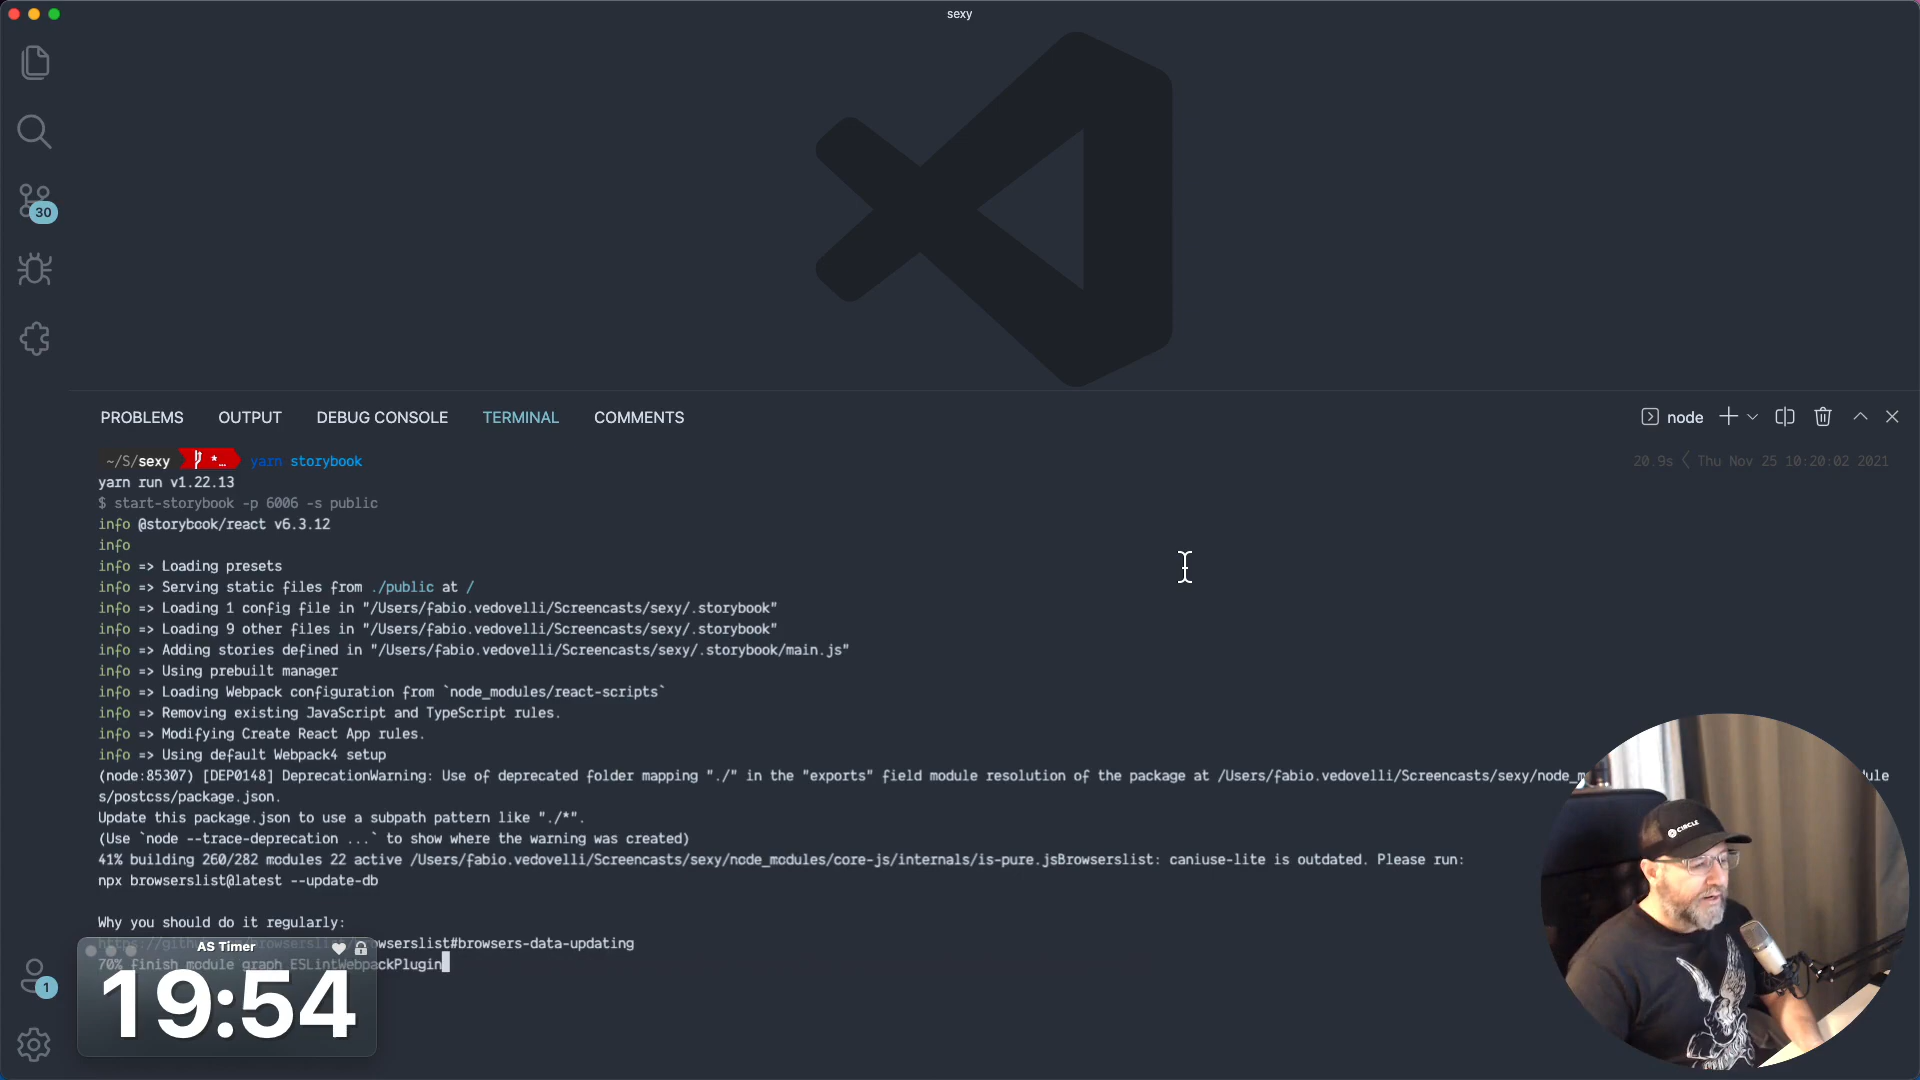 sexy
30
PROBLEMS OUTPUT DEBUG CONSOLE TERMINAL COMMENTS
node
~/S/sexy *… yarn storybook
20.9s Thu Nov 25 10:20:02 2021
yarn run v1.22.13
$ start-storybook -p 6006 -s public
info @storybook/react v6.3.12
info
info => Loading presets
info => Serving static files from ./public at /
info => Loading 1 config file in "/Users/fabio.vedovelli/Screencasts/sexy/.storybook"
info => Loading 9 other files in "/Users/fabio.vedovelli/Screencasts/sexy/.storybook"
info => Adding stories defined in "/Users/fabio.vedovelli/Screencasts/sexy/.storybook/main.js"
info => Using prebuilt manager
info => Loading Webpack configuration from `node_modules/react-scripts`
info => Removing existing JavaScript and TypeScript rules.
info => Modifying Create React App rules.
info => Using default Webpack4 setup
(node:85307) [DEP0148] DeprecationWarning: Use of deprecated folder mapping "./" in the "exports" field module resolution of the package at /Users/fabio.vedovelli/Screencasts/sexy/node_m ule
s/postcss/package.json.
Update this package.json to use a subpath pattern like "./*".
(Use `node --trace-deprecation ...` to show where the warning was created)
41% building 260/282 modules 22 active /Users/fabio.vedovelli/Screencasts/sexy/node_modules/core-js/internals/is-pure.jsBrowserslist: caniuse-lite is outdated. Please run:
npx browserslist@latest --update-db
Why you should do it regularly:
https://github.com/browserslist/browserslist#browsers-data-updating
70% finish module graph ESLintWebpackPlugin
AS Timer
19:54
1
CIRCLE